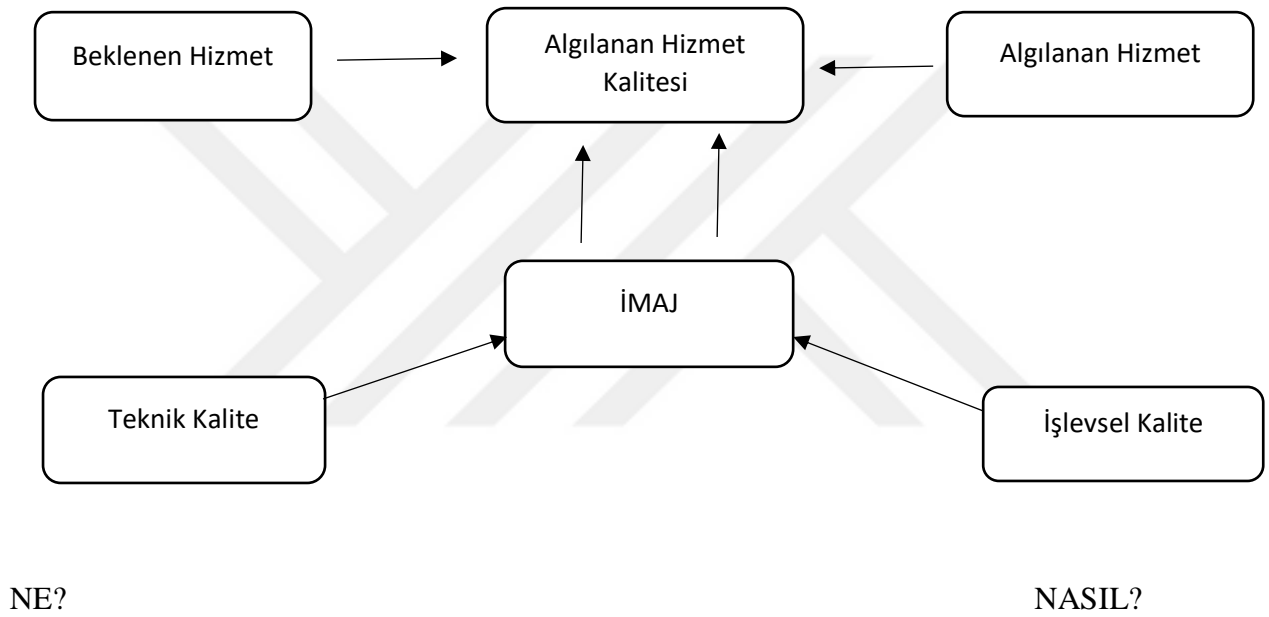 Beklenen Hizmet
Algılanan Hizmet
Kalitesi
Algılanan Hizmet
İMAJ
Teknik Kalite
İşlevsel Kalite
NE?
NASIL?